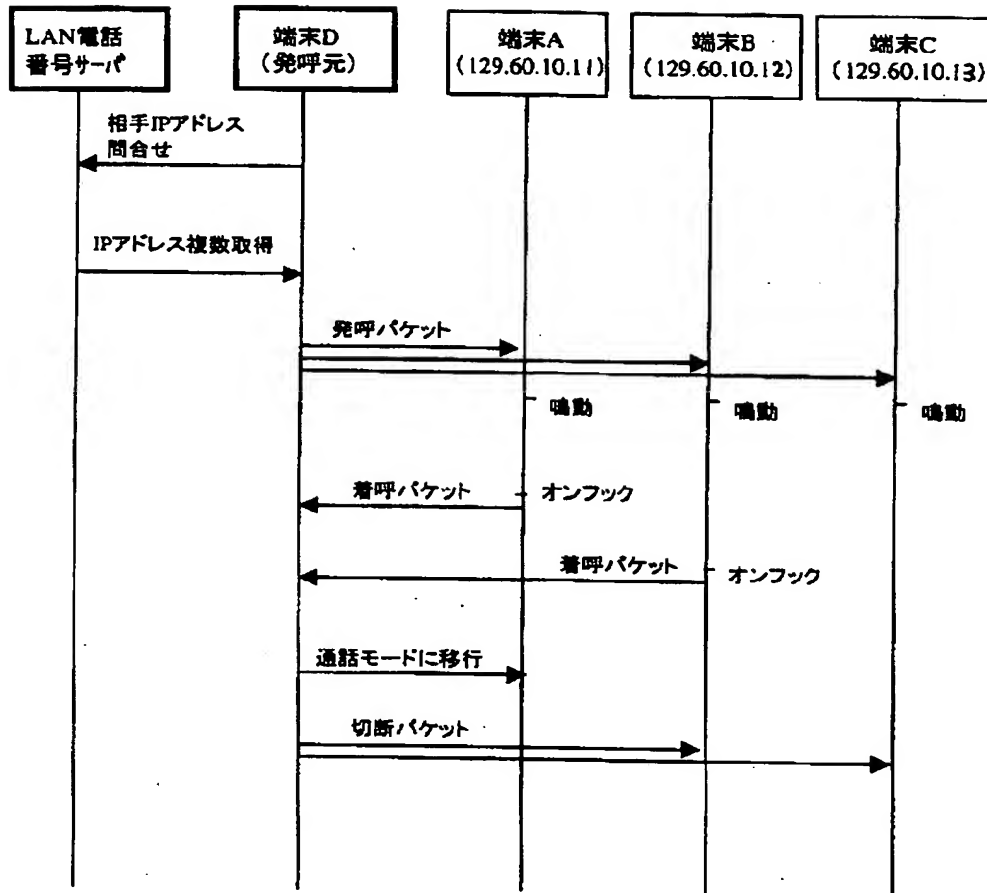 LAN電話
番号サーバ
端末D
(発呼元)
端末A
(129.60.10.11)
端末B
(129.60.10.12)
端末C
(129.60.10.13)
相手IPアドレス
問合せ
IPアドレス複数取得
発呼パケット
鳴動
鳴動
鳴動
着呼パケット
オンフック
着呼パケット
オンフック
通話モードに移行
切断パケット